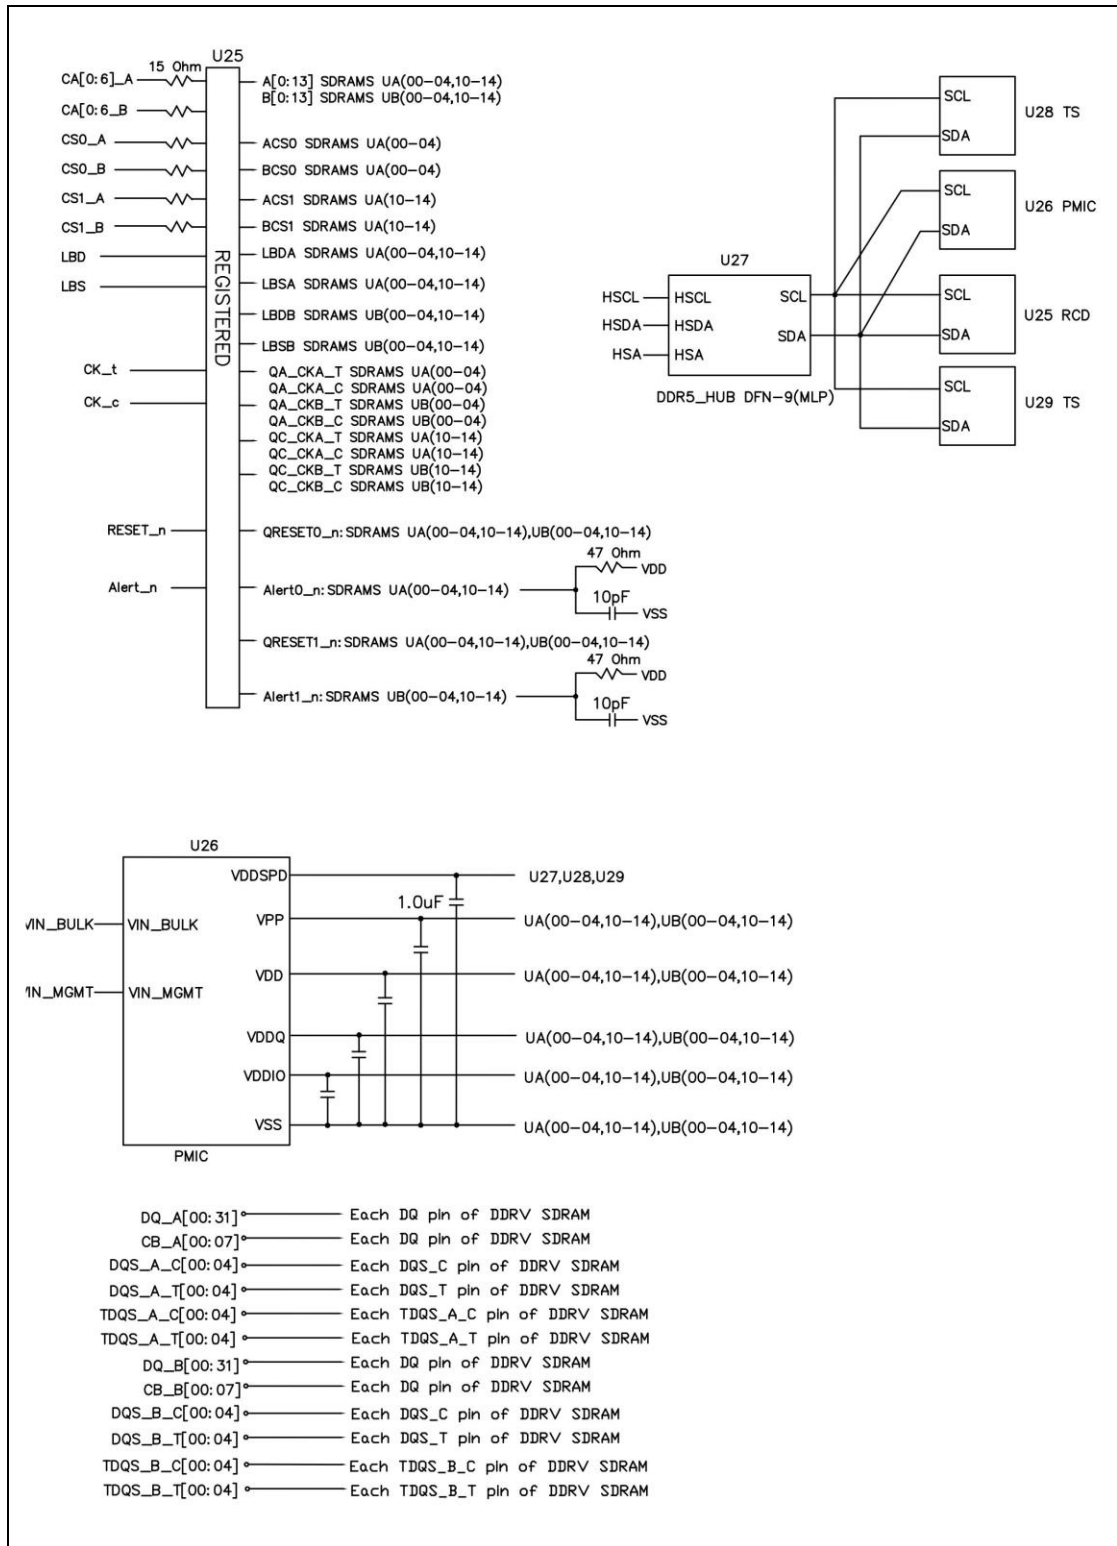 U25
15 Ohm
CA[0:6]_A
A[0:13] SDRAMS UA(00-04,10-14)
B[0:13] SDRAMS UB(00-04,10-14)
CA[0:6_B
CS0_A
ACS0 SDRAMS UA(00-04)
CS0_B
BCS0 SDRAMS UA(00-04)
CS1_A
ACS1 SDRAMS UA(10-14)
CS1_B
BCS1 SDRAMS UA(10-14)
LBD
LBDA SDRAMS UA(00-04,10-14)
LBS
LBSA SDRAMS UA(00-04,10-14)
REGISTERED
LBDB SDRAMS UB(00-04,10-14)
LBSB SDRAMS UB(00-04,10-14)
CK_t
QA_CKA_T SDRAMS UA(00-04)
QA_CKA_C SDRAMS UA(00-04)
CK_c
QA_CKB_T SDRAMS UB(00-04)
QA_CKB_C SDRAMS UB(00-04)
QC_CKA_T SDRAMS UA(10-14)
QC_CKA_C SDRAMS UA(10-14)
QC_CKB_T SDRAMS UB(10-14)
QC_CKB_C SDRAMS UB(10-14)
RESET_n
QRESET0_n: SDRAMS UA(00-04,10-14),UB(00-04,10-14)
47 Ohm
VDD
Alert_n
Alert0_n: SDRAMS UA(00-04,10-14)
10pF
VSS
QRESET1_n: SDRAMS UA(00-04,10-14),UB(00-04,10-14)
47 Ohm
VDD
Alert1_n: SDRAMS UB(00-04,10-14)
10pF
VSS
U27
HSCL
HSCL
SCL
HSDA
HSDA
SDA
HSA
HSA
DDR5_HUB DFN-9(MLP)
SCL
U28 TS
SDA
SCL
U26 PMIC
SDA
SCL
U25 RCD
SDA
SCL
U29 TS
SDA
U26
VDDSPD
U27,U28,U29
1.0uF
VIN_BULK
VIN_BULK
VPP
UA(00-04,10-14),UB(00-04,10-14)
VDD
UA(00-04,10-14),UB(00-04,10-14)
IN_MGMT
VIN_MGMT
VDDQ
UA(00-04,10-14),UB(00-04,10-14)
VDDIO
UA(00-04,10-14),UB(00-04,10-14)
VSS
UA(00-04,10-14),UB(00-04,10-14)
PMIC
DQ_A[00:31] Each DQ pin of DDRV SDRAM
CB_A[00:07] Each DQ pin of DDRV SDRAM
DQS_A_C[00:04] Each DQS_C pin of DDRV SDRAM
DQS_A_T[00:04] Each DQS_T pin of DDRV SDRAM
TDQS_A_C[00:04] Each TDQS_A_C pin of DDRV SDRAM
TDQS_A_T[00:04] Each TDQS_A_T pin of DDRV SDRAM
DQ_B[00:31] Each DQ pin of DDRV SDRAM
CB_B[00:07] Each DQ pin of DDRV SDRAM
DQS_B_C[00:04] Each DQS_C pin of DDRV SDRAM
DQS_B_T[00:04] Each DQS_T pin of DDRV SDRAM
TDQS_B_C[00:04] Each TDQS_B_C pin of DDRV SDRAM
TDQS_B_T[00:04] Each TDQS_B_T pin of DDRV SDRAM